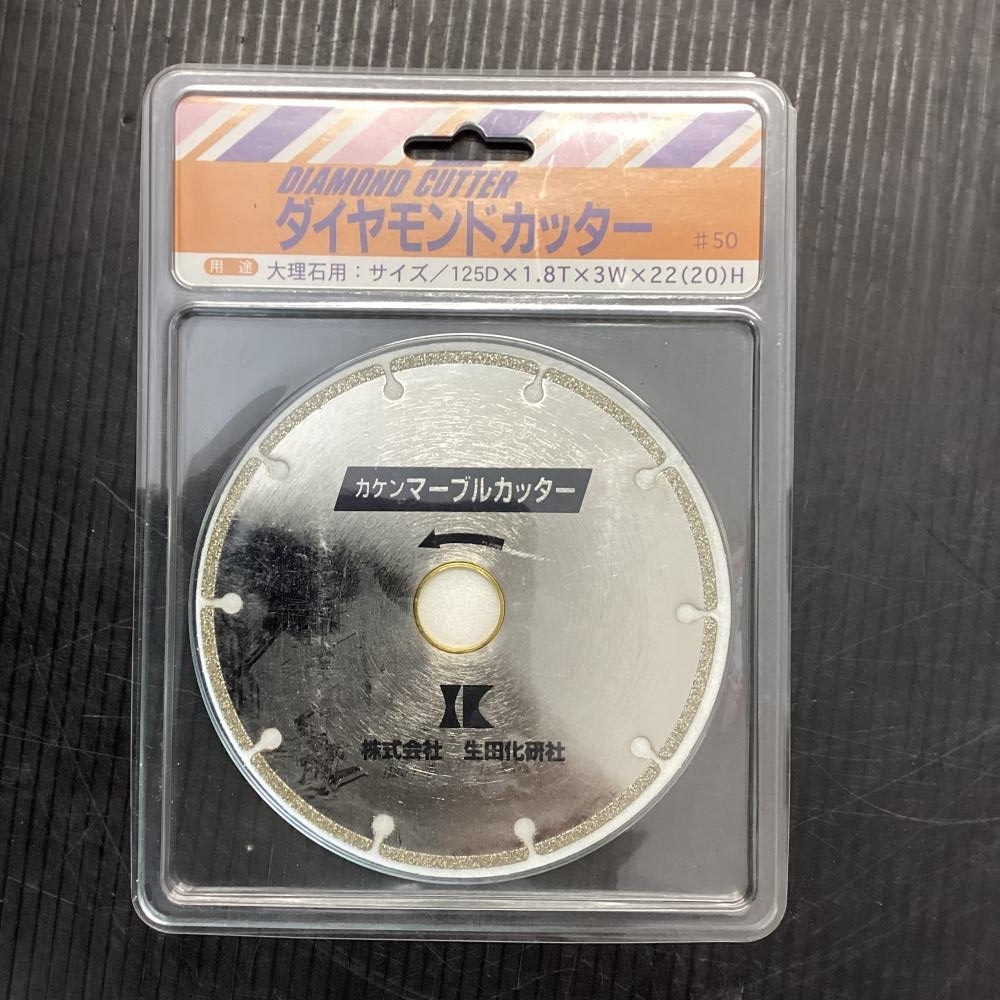 DIAMOND CUTTER
ダイヤモンドカッター
♯50
用途 大理石用:サイズ/125D×1.8T×3W×22(20)H
カケンマーブルカッター
株式会社 生田化研社